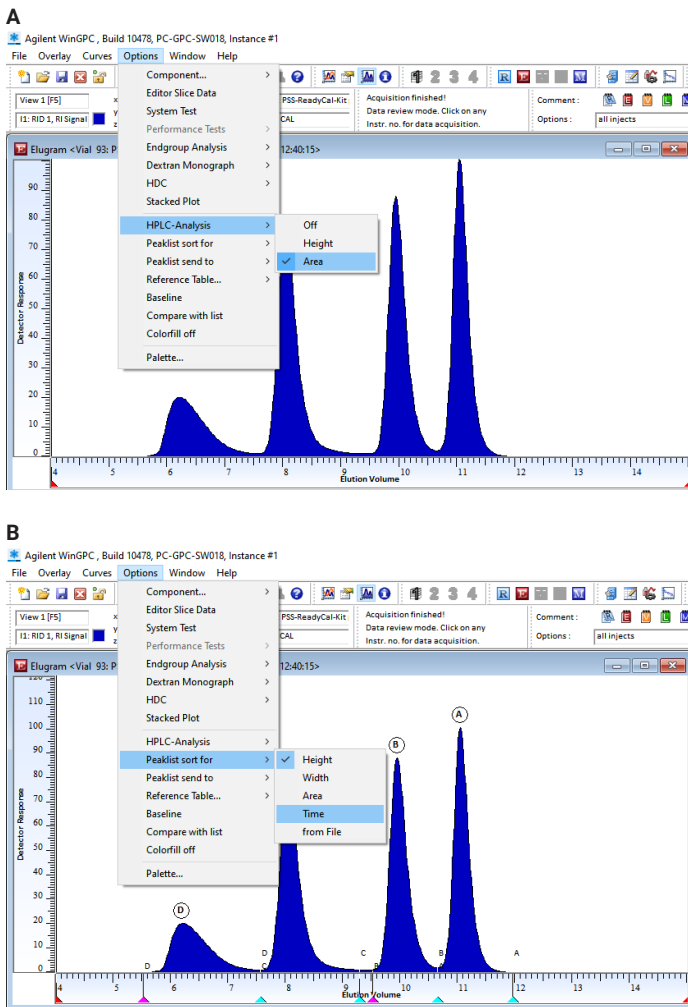 A
Agilent WinGPC , Build 10478, PC-GPC-SW018, Instance #1
File Overlay Curves Options Window Help
View 1 [F5]
I1: RID 1, RI Signal
x
y
z
PSS-ReadyCal-Kit
CAL
Acquisition finished!
Data review mode. Click on any
Instr. no. for data acquisition.
Comment :
Options :
all injects
2 3 4 R E M
Elugram <Vial 93: P
12:40:15>
Component...
Editor Slice Data
System Test
Performance Tests
Endgroup Analysis
Dextran Monograph
HDC
Stacked Plot
HPLC-Analysis
Peaklist sort for
Peaklist send to
Reference Table...
Baseline
Compare with list
Colorfill off
Palette...
Off
Height
Area
Detector Response
90
80
70
60
50
40
30
20
10
0
4 5 6 7 8 9 10 11 12 13 14
Elution Volume
B
Agilent WinGPC , Build 10478, PC-GPC-SW018, Instance #1
File Overlay Curves Options Window Help
View 1 [F5]
I1: RID 1, RI Signal
x
y
z
PSS-ReadyCal-Kit
CAL
Acquisition finished!
Data review mode. Click on any
Instr. no. for data acquisition.
Comment :
Options :
all injects
2 3 4 R E M
Elugram <Vial 93: P
12:40:15>
Component...
Editor Slice Data
System Test
Performance Tests
Endgroup Analysis
Dextran Monograph
HDC
Stacked Plot
HPLC-Analysis
Peaklist sort for
Peaklist send to
Reference Table...
Baseline
Compare with list
Colorfill off
Palette...
Height
Width
Area
Time
from File
Detector Response
120
110
100
90
80
70
60
50
40
30
20
10
0
A
B
D
D D C B A
D C B A
4 5 6 7 8 9 10 11 12 13 14
Elution Volume